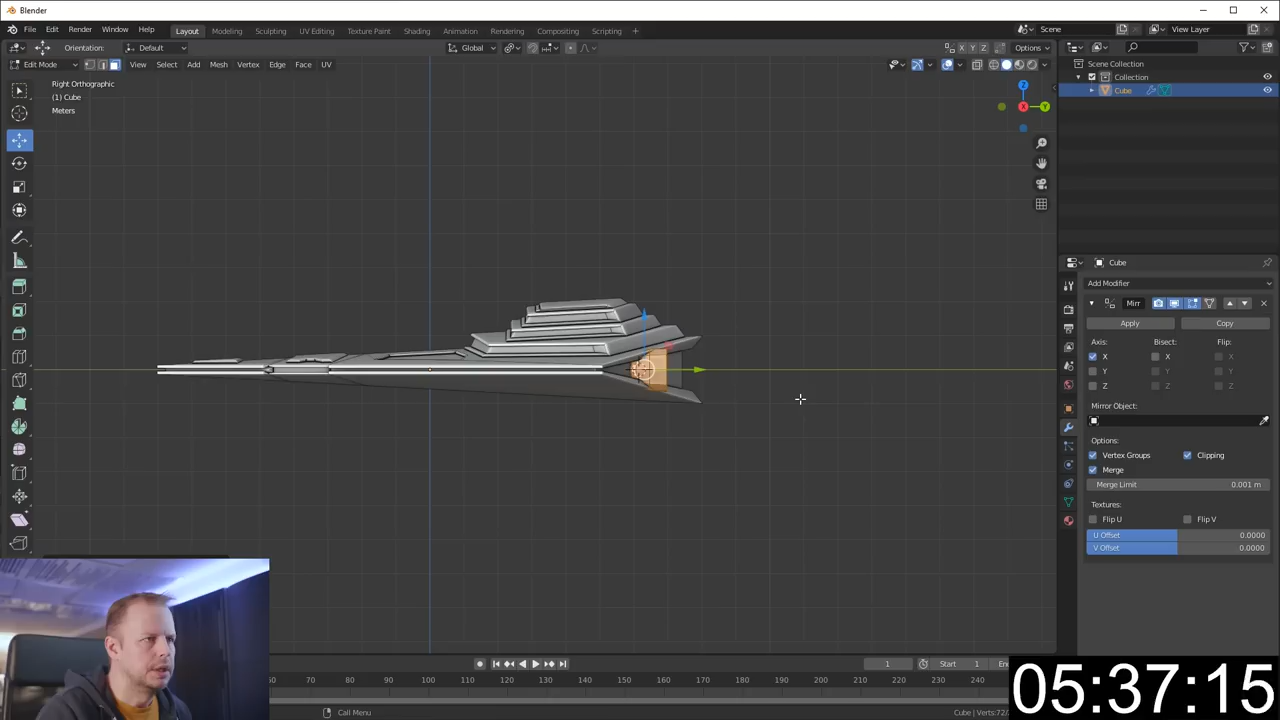 Blender
File Edit Render Window Help Layout Modeling Sculpting UV Editing Texture Paint Shading Animation Rendering Compositing Scripting + Scene View Layer
Orientation: Default Global X Y Z Options
Edit Mode View Select Add Mesh Vertex Edge Face UV
Right Orthographic
(1) Cube
Meters
Z
X
Y
Scene Collection
Collection
Cube
Cube
Add Modifier
Mirr
Apply Copy
Axis: Bisect: Flip:
X X X
Y Y Y
Z Z Z
Mirror Object:
Options:
Vertex Groups Clipping
Merge
Merge Limit 0.001 m
Textures:
Flip U Flip V
U Offset 0.0000
V Offset 0.0000
1 Start 1 En
60 70 80 90 100 110 120 130 140 150 160 170 180 190 200 210 220 230 240
Call Menu
Cube | Verts:72/
05:37:15